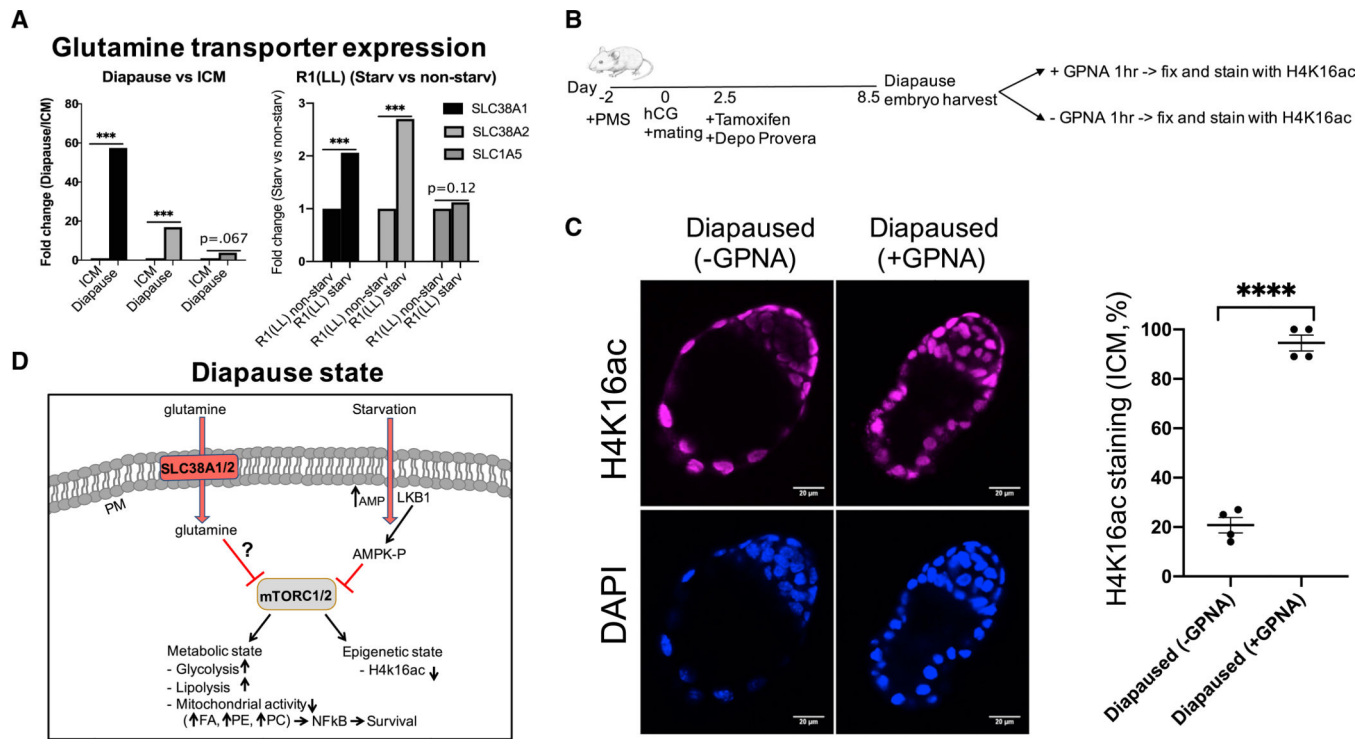 A
Glutamine transporter expression
Diapause vs ICM
Fold change (Diapause/ICM)
80
60
40
20
0
***
***
p=.067
ICM
Diapause
ICM
Diapause
ICM
Diapause
R1(LL) (Starv vs non-starv)
Fold change (Starv vs non-starv)
3
2
1
0
***
***
p=0.12
SLC38A1
SLC38A2
SLC1A5
R1(LL) non-starv
R1(LL) starv
R1(LL) non-starv
R1(LL) starv
R1(LL) non-starv
R1(LL) starv
B
Day
-2
0
2.5
8.5
+PMS
hCG
+mating
+Tamoxifen
+Depo Provera
Diapause
embryo harvest
+ GPNA 1hr -> fix and stain with H4K16ac
- GPNA 1hr -> fix and stain with H4K16ac
C
Diapaused
(-GPNA)
Diapaused
(+GPNA)
H4K16ac
DAPI
20 µm
20 µm
20 µm
20 µm
H4K16ac staining (ICM,%)
100
80
60
40
20
0
****
Diapaused (-GPNA)
Diapaused (+GPNA)
D
Diapause state
glutamine
Starvation
SLC38A1/2
PM
AMP
LKB1
glutamine
?
AMPK-P
mTORC1/2
Metabolic state
- Glycolysis
- Lipolysis
- Mitochondrial activity
(↑FA, ↑PE, ↑PC) → NFkB → Survival
Epigenetic state
- H4k16ac